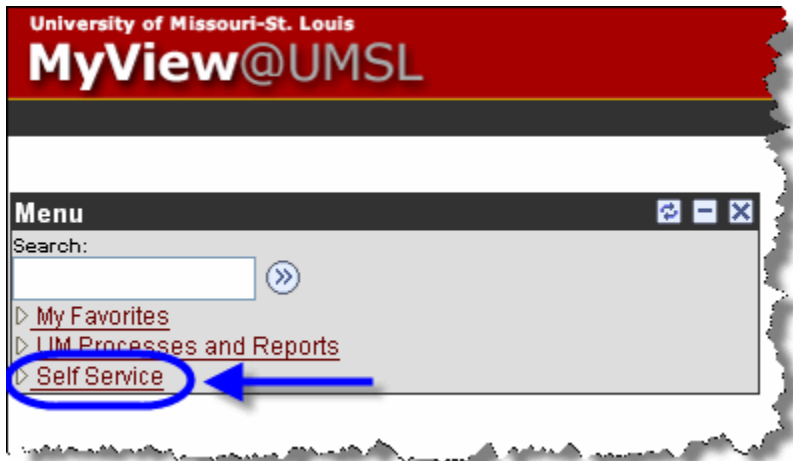 University of Missouri-St. Louis
MyView@UMSL
Menu
Search:
My Favorites
UM Processes and Reports
Self Service